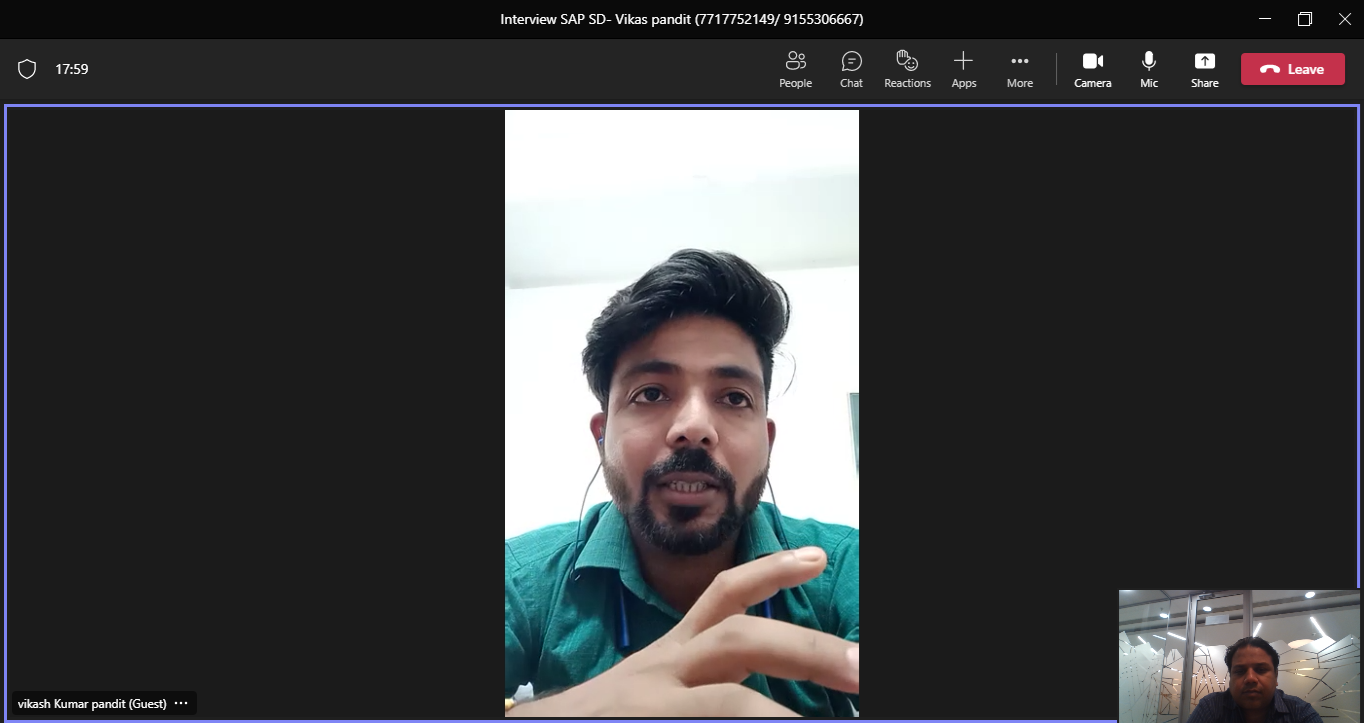 Interview SAP SD- Vikas pandit (7717752149/ 9155306667)
17:59
People
Chat
Reactions
Apps
More
Camera
Mic
Share
Leave
vikash Kumar pandit (Guest)